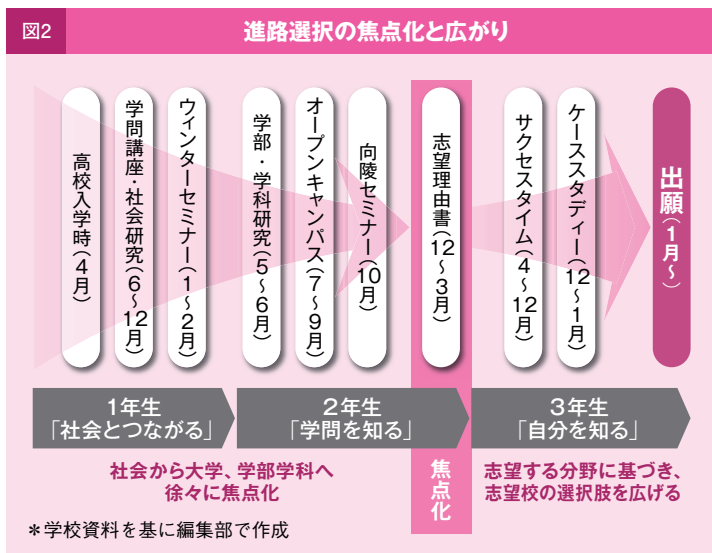 図2
進路選択の焦点化と広がり
高校入学時(4月)
学問講座・社会研究(6~12月)
ウィンターセミナー(1~2月)
学部・学科研究(5~6月)
オープンキャンパス(7~9月)
向陵セミナー(10月)
志望理由書(12~3月)
サクセスタイム(4~12月)
ケーススタディー(12~1月)
出願(1月~)
1年生
「社会とつながる」
2年生
「学問を知る」
3年生
「自分を知る」
社会から大学、学部学科へ
徐々に焦点化
焦点化
志望する分野に基づき、
志望校の選択肢を広げる
*学校資料を基に編集部で作成